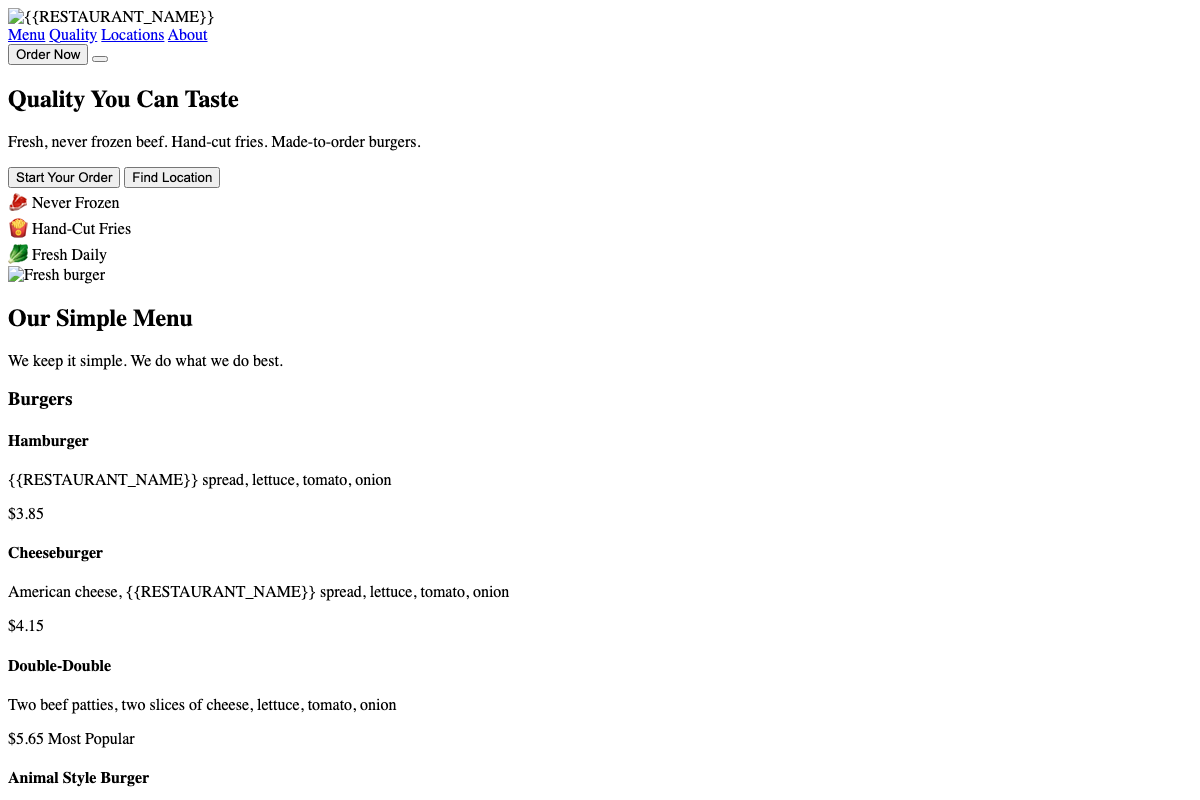 {{RESTAURANT_NAME}}
Menu Quality Locations About
Order Now
Quality You Can Taste
Fresh, never frozen beef. Hand-cut fries. Made-to-order burgers.
Start Your Order Find Location
🥩 Never Frozen
🍟 Hand-Cut Fries
🥬 Fresh Daily
Fresh burger
Our Simple Menu
We keep it simple. We do what we do best.
Burgers
Hamburger
{{RESTAURANT_NAME}} spread, lettuce, tomato, onion
$3.85
Cheeseburger
American cheese, {{RESTAURANT_NAME}} spread, lettuce, tomato, onion
$4.15
Double-Double
Two beef patties, two slices of cheese, lettuce, tomato, onion
$5.65 Most Popular
Animal Style Burger